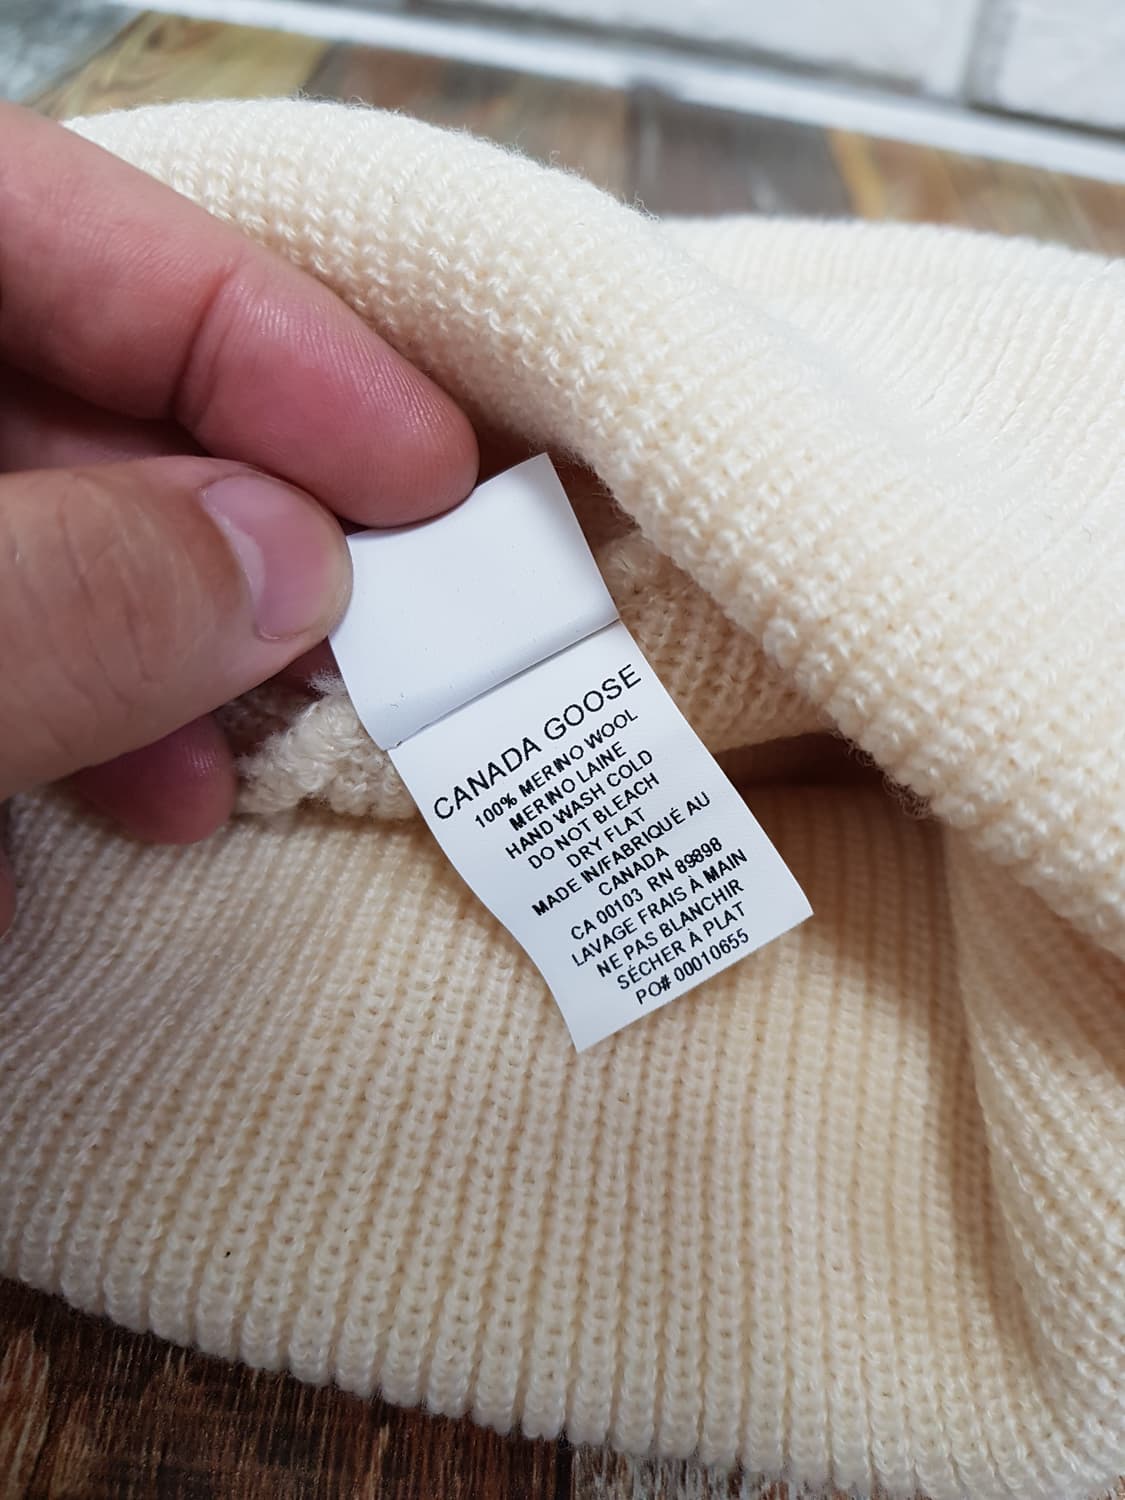 CANADA GOOSE
100% MERINO WOOL
MERINO LAINE
HAND WASH COLD
DO NOT BLEACH
DRY FLAT
MADE IN/FABRIQUÉ AU
CANADA
CA 00103 RN 89898
LAVAGE FRAIS À MAIN
NE PAS BLANCHIR
SÉCHER À PLAT
PO# 00010655